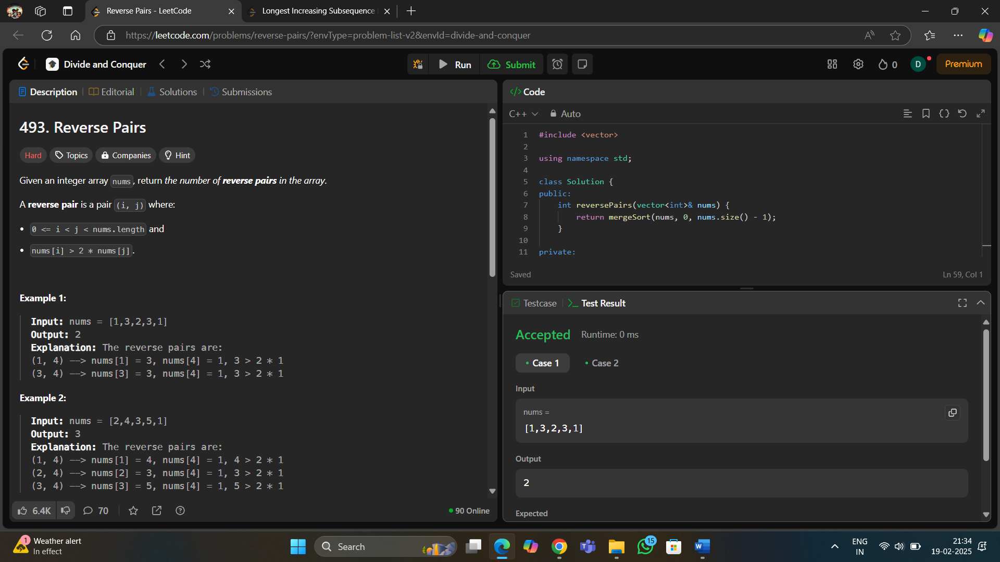 Reverse Pairs - LeetCode
Longest Increasing Subsequence
https://leetcode.com/problems/reverse-pairs/?envType=problem-list-v2&envId=divide-and-conquer
Divide and Conquer
Run
Submit
0
D
Premium
Description
Editorial
Solutions
Submissions
493. Reverse Pairs
Hard
Topics
Companies
Hint
Given an integer array nums, return the number of reverse pairs in the array.
A reverse pair is a pair (i, j) where:
• 0 <= i < j < nums.length and
• nums[i] > 2 * nums[j].
Example 1:
Input: nums = [1,3,2,3,1]
Output: 2
Explanation: The reverse pairs are:
(1, 4) --> nums[1] = 3, nums[4] = 1, 3 > 2 * 1
(3, 4) --> nums[3] = 3, nums[4] = 1, 3 > 2 * 1
Example 2:
Input: nums = [2,4,3,5,1]
Output: 3
Explanation: The reverse pairs are:
(1, 4) --> nums[1] = 4, nums[4] = 1, 4 > 2 * 1
(2, 4) --> nums[2] = 3, nums[4] = 1, 3 > 2 * 1
(3, 4) --> nums[3] = 5, nums[4] = 1, 5 > 2 * 1
6.4K
70
90 Online
</> Code
C++
Auto
1 #include <vector>
2
3 using namespace std;
4
5 class Solution {
6 public:
7 int reversePairs(vector<int>& nums) {
8 return mergeSort(nums, 0, nums.size() - 1);
9 }
10
11 private:
Saved
Ln 59, Col 1
Testcase
Test Result
Accepted
Runtime: 0 ms
• Case 1
• Case 2
Input
nums =
[1,3,2,3,1]
Output
2
Expected
1
Weather alert
In effect
Search
15
ENG
IN
21:34
19-02-2025